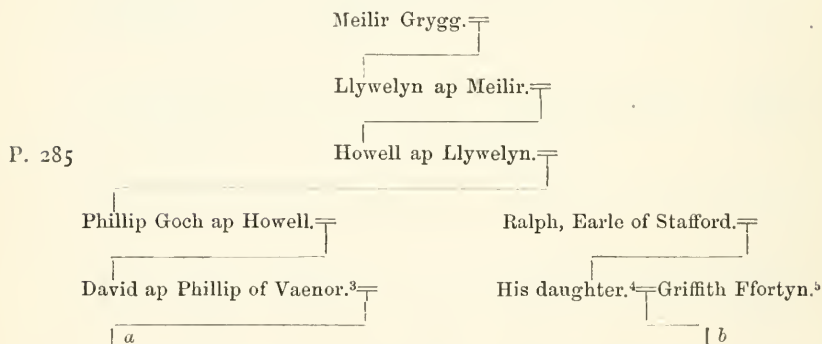 Meilir Grygg.
Llywelyn ap Meilir.
P. 285 Howell ap Llywelyn.
Phillip Goch ap Howell. Ralph, Earle of Stafford.
David ap Phillip of Vaenor.³ His daughter.⁴ Griffith Ffortyn.⁵
a b